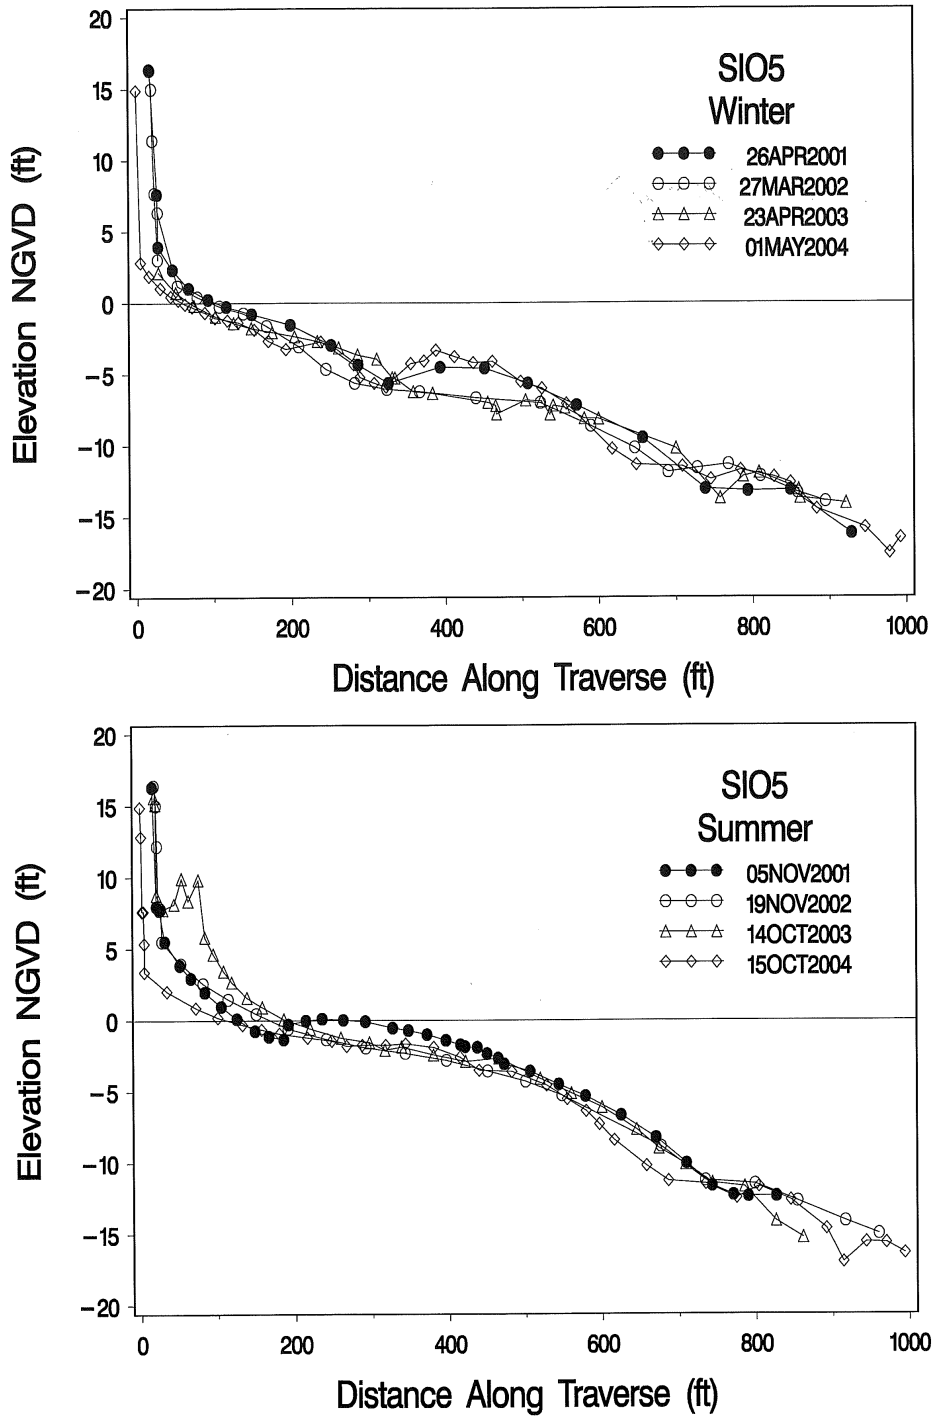 20
15
10
5
0
−5
−10
−15
−20
Elevation NGVD (ft)
SIO5
Winter
26APR2001
27MAR2002
23APR2003
01MAY2004
0 200 400 600 800 1000
Distance Along Traverse (ft)
20
15
10
5
0
−5
−10
−15
−20
Elevation NGVD (ft)
SIO5
Summer
05NOV2001
19NOV2002
14OCT2003
15OCT2004
0 200 400 600 800 1000
Distance Along Traverse (ft)